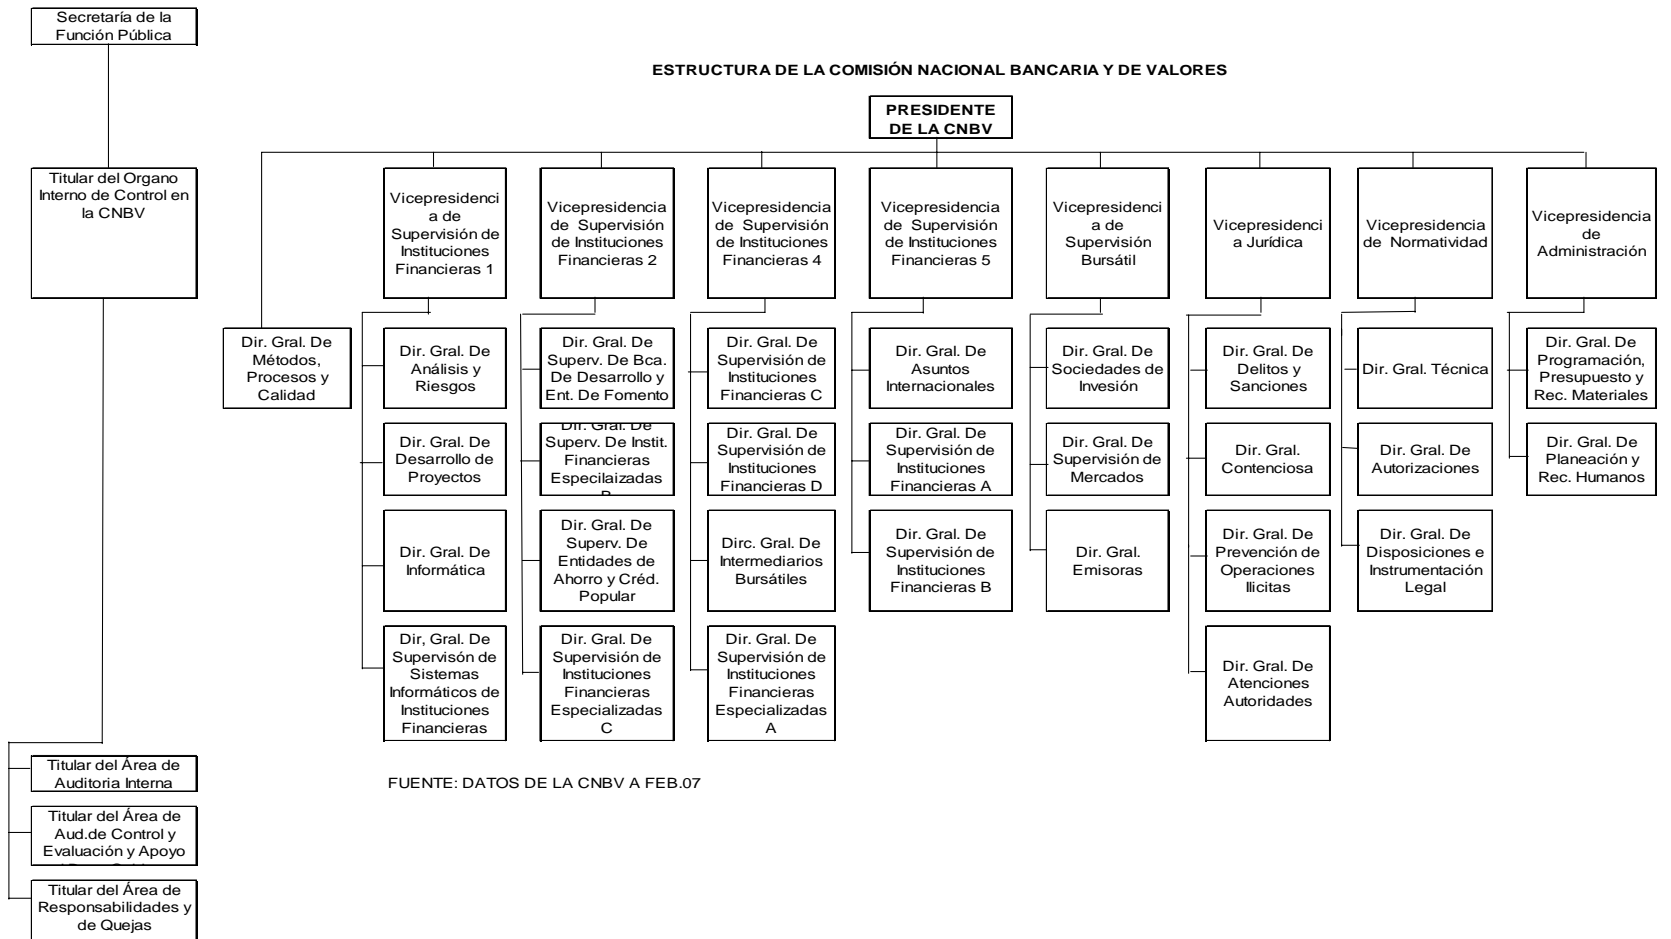 Secretaría de la
Función Pública
ESTRUCTURA DE LA COMISIÓN NACIONAL BANCARIA Y DE VALORES
PRESIDENTE
DE LA CNBV
Titular del Organo
Interno de Control en
la CNBV
Vicepresidenci
a de
Supervisión de
Instituciones
Financieras 1
Vicepresidencia
de Supervisión
de Instituciones
Financieras 2
Vicepresidencia
de Supervisión
de Instituciones
Financieras 4
Vicepresidencia
de Supervisión
de Instituciones
Financieras 5
Vicepresidenci
a de
Supervisión
Bursátil
Vicepresidenci
a Jurídica
Vicepresidencia
de Normatividad
Vicepresidencia
de
Administración
Dir. Gral. De
Métodos,
Procesos y
Calidad
Dir. Gral. De
Análisis y
Riesgos
Dir. Gral. De
Superv. De Bca.
De Desarrollo y
Ent. De Fomento
Dir. Gral. De
Supervisión de
Instituciones
Financieras C
Dir. Gral. De
Asuntos
Internacionales
Dir. Gral. De
Sociedades de
Invesión
Dir. Gral. De
Delitos y
Sanciones
Dir. Gral. Técnica
Dir. Gral. De
Programación,
Presupuesto y
Rec. Materiales
Dir. Gral. De
Desarrollo de
Proyectos
Dir. Gral. De
Superv. De Instit.
Financieras
Especilaizadas
Dir. Gral. De
Supervisión de
Instituciones
Financieras D
Dir. Gral. De
Supervisión de
Instituciones
Financieras A
Dir. Gral. De
Supervisión de
Mercados
Dir. Gral.
Contenciosa
Dir. Gral. De
Autorizaciones
Dir. Gral. De
Planeación y
Rec. Humanos
Dir. Gral. De
Informática
Dir. Gral. De
Superv. De
Entidades de
Ahorro y Créd.
Popular
Dirc. Gral. De
Intermediarios
Bursátiles
Dir. Gral. De
Supervisión de
Instituciones
Financieras B
Dir. Gral.
Emisoras
Dir. Gral. De
Prevención de
Operaciones
Ilicitas
Dir. Gral. De
Disposiciones e
Instrumentación
Legal
Dir, Gral. De
Supervisón de
Sistemas
Informáticos de
Instituciones
Financieras
Dir. Gral. De
Supervisión de
Instituciones
Financieras
Especializadas
C
Dir. Gral. De
Supervisión de
Instituciones
Financieras
Especializadas
A
Dir. Gral. De
Atenciones
Autoridades
Titular del Área de
Auditoria Interna
FUENTE: DATOS DE LA CNBV A FEB.07
Titular del Área de
Aud.de Control y
Evaluación y Apoyo
Titular del Área de
Responsabilidades y
de Quejas